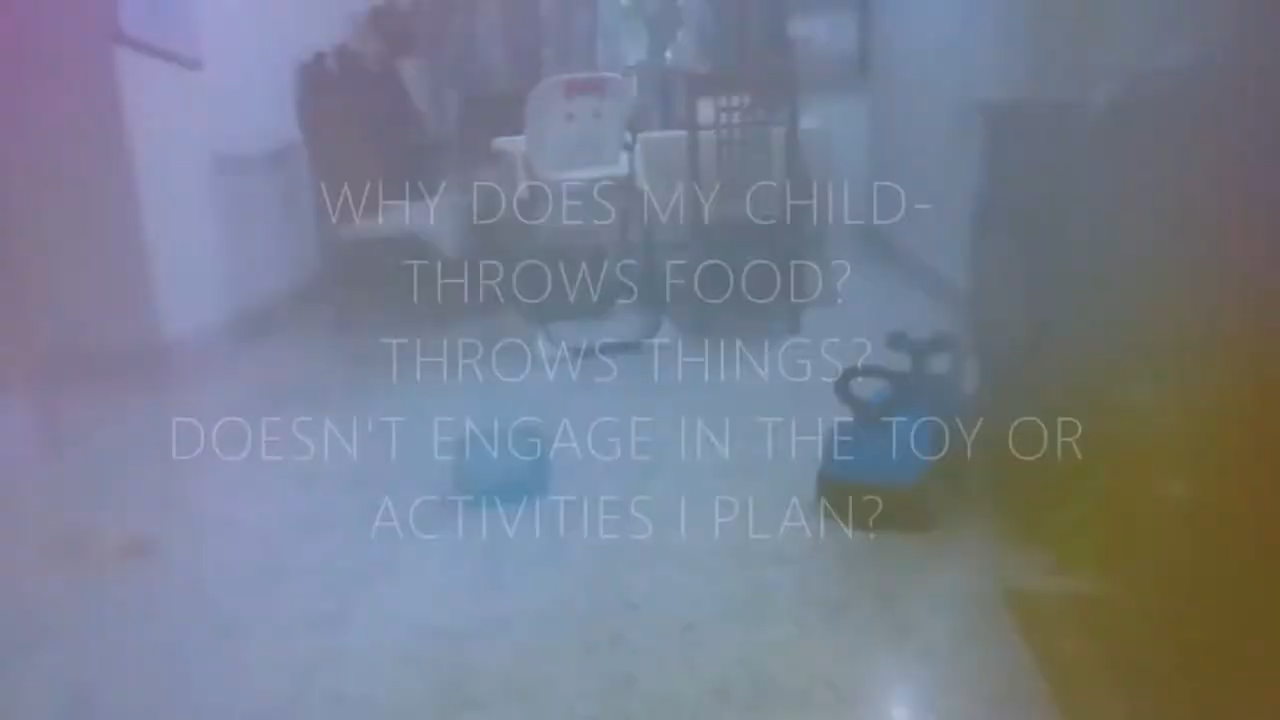 WHY DOES MY CHILD-
THROWS FOOD?
THROWS THINGS?
DOESN'T ENGAGE IN THE TOY OR
ACTIVITIES I PLAN?